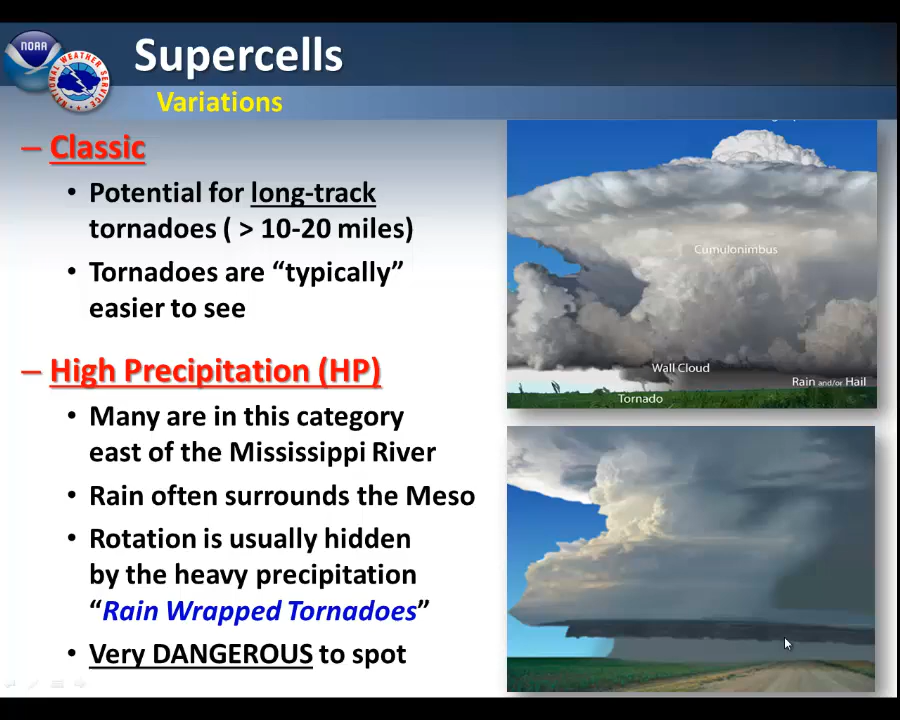 NOAA
NATIONAL WEATHER SERVICE
Supercells
Variations
– Classic
• Potential for long-track
tornadoes ( > 10-20 miles)
• Tornadoes are “typically”
easier to see
– High Precipitation (HP)
• Many are in this category
east of the Mississippi River
• Rain often surrounds the Meso
• Rotation is usually hidden
by the heavy precipitation
“Rain Wrapped Tornadoes”
• Very DANGEROUS to spot
Cumulonimbus
Wall Cloud
Rain and/or Hail
Tornado